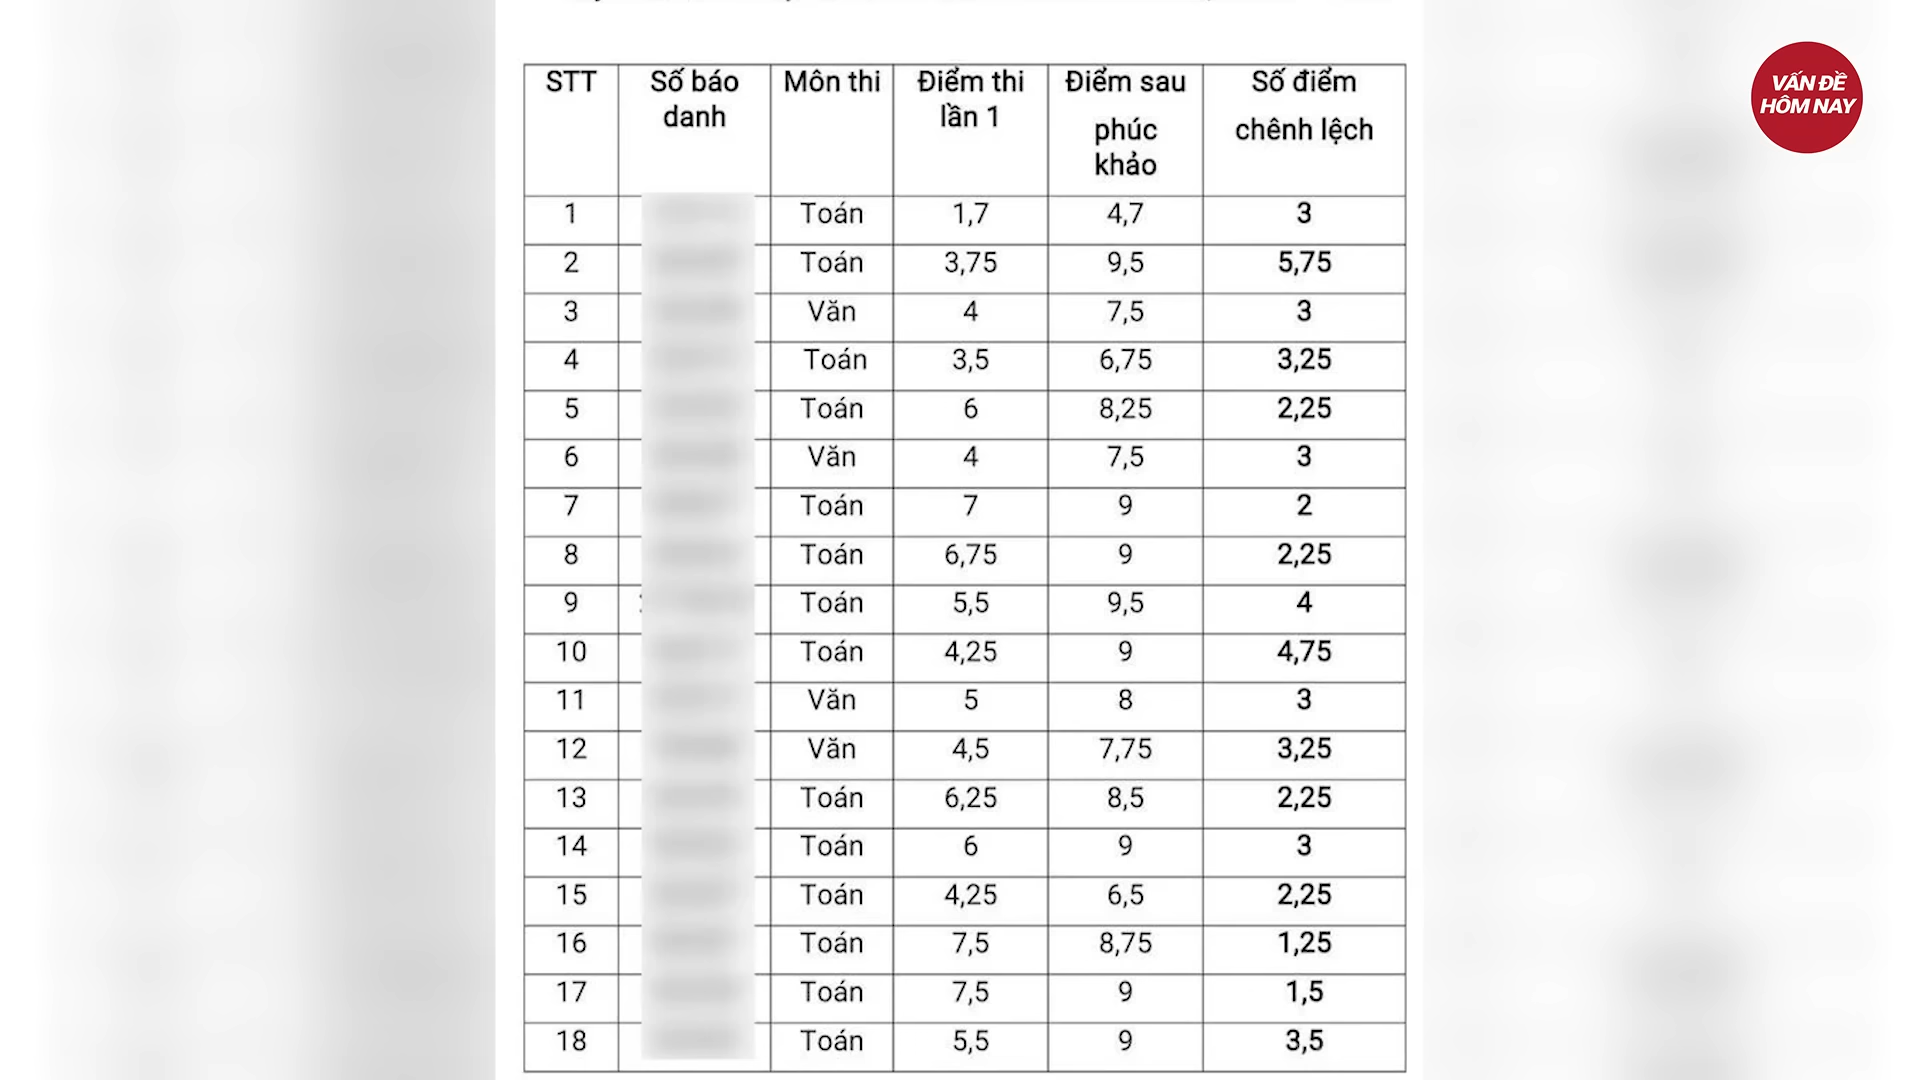 STT Số báo danh Môn thi Điểm thi lần 1 Điểm sau phúc khảo Số điểm chênh lệch
1 Toán 1,7 4,7 3
2 Toán 3,75 9,5 5,75
3 Văn 4 7,5 3
4 Toán 3,5 6,75 3,25
5 Toán 6 8,25 2,25
6 Văn 4 7,5 3
7 Toán 7 9 2
8 Toán 6,75 9 2,25
9 Toán 5,5 9,5 4
10 Toán 4,25 9 4,75
11 Văn 5 8 3
12 Văn 4,5 7,75 3,25
13 Toán 6,25 8,5 2,25
14 Toán 6 9 3
15 Toán 4,25 6,5 2,25
16 Toán 7,5 8,75 1,25
17 Toán 7,5 9 1,5
18 Toán 5,5 9 3,5
VẤN ĐỀ
HÔM NAY